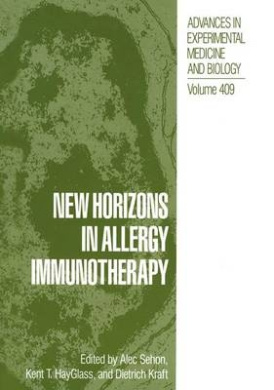 ADVANCES IN
EXPERIMENTAL
MEDICINE
AND BIOLOGY
Volume 409
NEW HORIZONS
IN ALLERGY
IMMUNOTHERAPY
Edited by Alec Sehon,
Kent T. HayGlass, and Dietrich Kraft